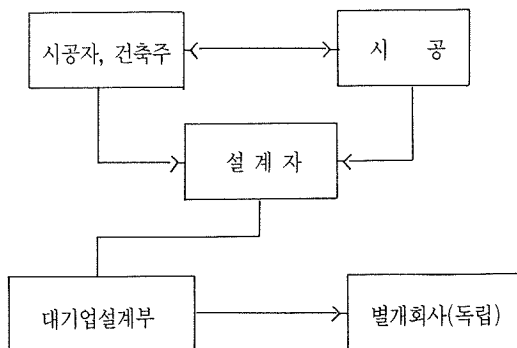 시공자, 건축주
시 공
설 계 자
대기업설계부
별개회사(독립)